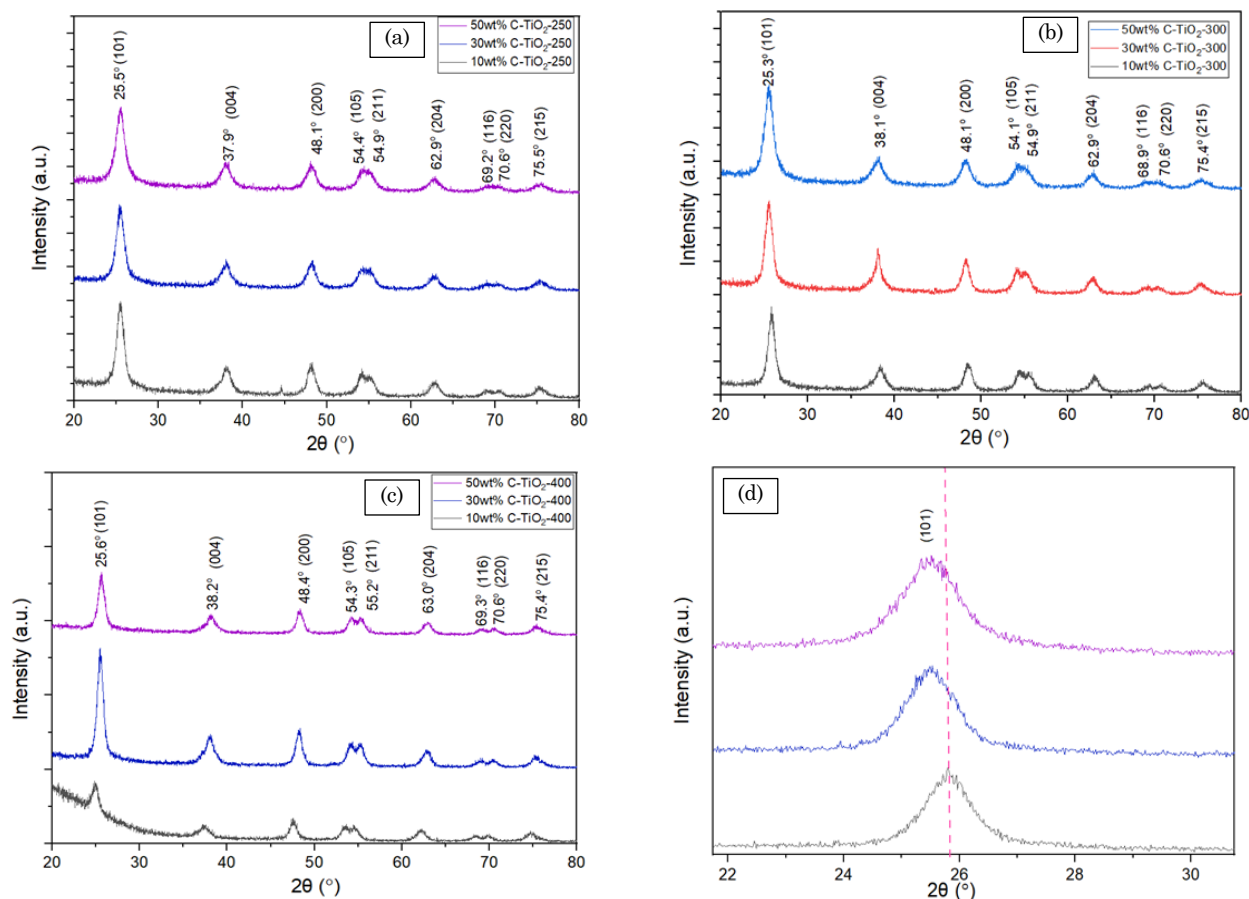 (a)
50wt% C-TiO₂-250
30wt% C-TiO₂-250
10wt% C-TiO₂-250
25.5° (101)
37.9° (004)
48.1° (200)
54.4° (105)
54.9° (211)
62.9° (204)
69.2° (116)
70.6° (220)
75.5° (215)
Intensity (a.u.)
20 30 40 50 60 70 80
2θ (°)
(b)
50wt% C-TiO₂-300
30wt% C-TiO₂-300
10wt% C-TiO₂-300
25.3° (101)
38.1° (004)
48.1° (200)
54.1° (105)
54.9° (211)
62.9° (204)
68.9° (116)
70.6° (220)
75.4° (215)
Intensity (a.u.)
20 30 40 50 60 70 80
2θ (°)
(c)
50wt% C-TiO₂-400
30wt% C-TiO₂-400
10wt% C-TiO₂-400
25.6° (101)
38.2° (004)
48.4° (200)
54.3° (105)
55.2° (211)
63.0° (204)
69.3° (116)
70.6° (220)
75.4° (215)
Intensity (a.u.)
20 30 40 50 60 70 80
2θ (°)
(d)
(101)
Intensity (a.u.)
22 24 26 28 30
2θ (°)